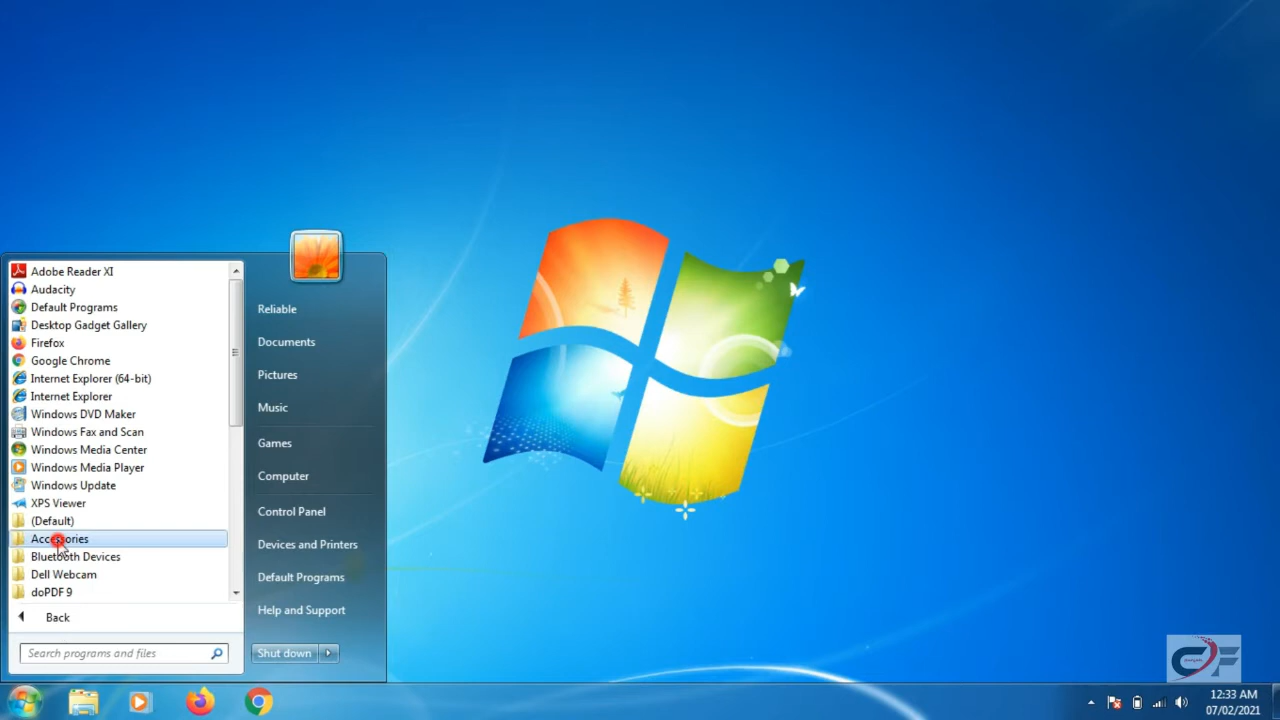 Adobe Reader XI
Audacity
Default Programs
Desktop Gadget Gallery
Firefox
Google Chrome
Internet Explorer (64-bit)
Internet Explorer
Windows DVD Maker
Windows Fax and Scan
Windows Media Center
Windows Media Player
Windows Update
XPS Viewer
(Default)
Accessories
Bluetooth Devices
Dell Webcam
doPDF 9
Back
Search programs and files
Reliable
Documents
Pictures
Music
Games
Computer
Control Panel
Devices and Printers
Default Programs
Help and Support
Shut down
12:33 AM
07/02/2021